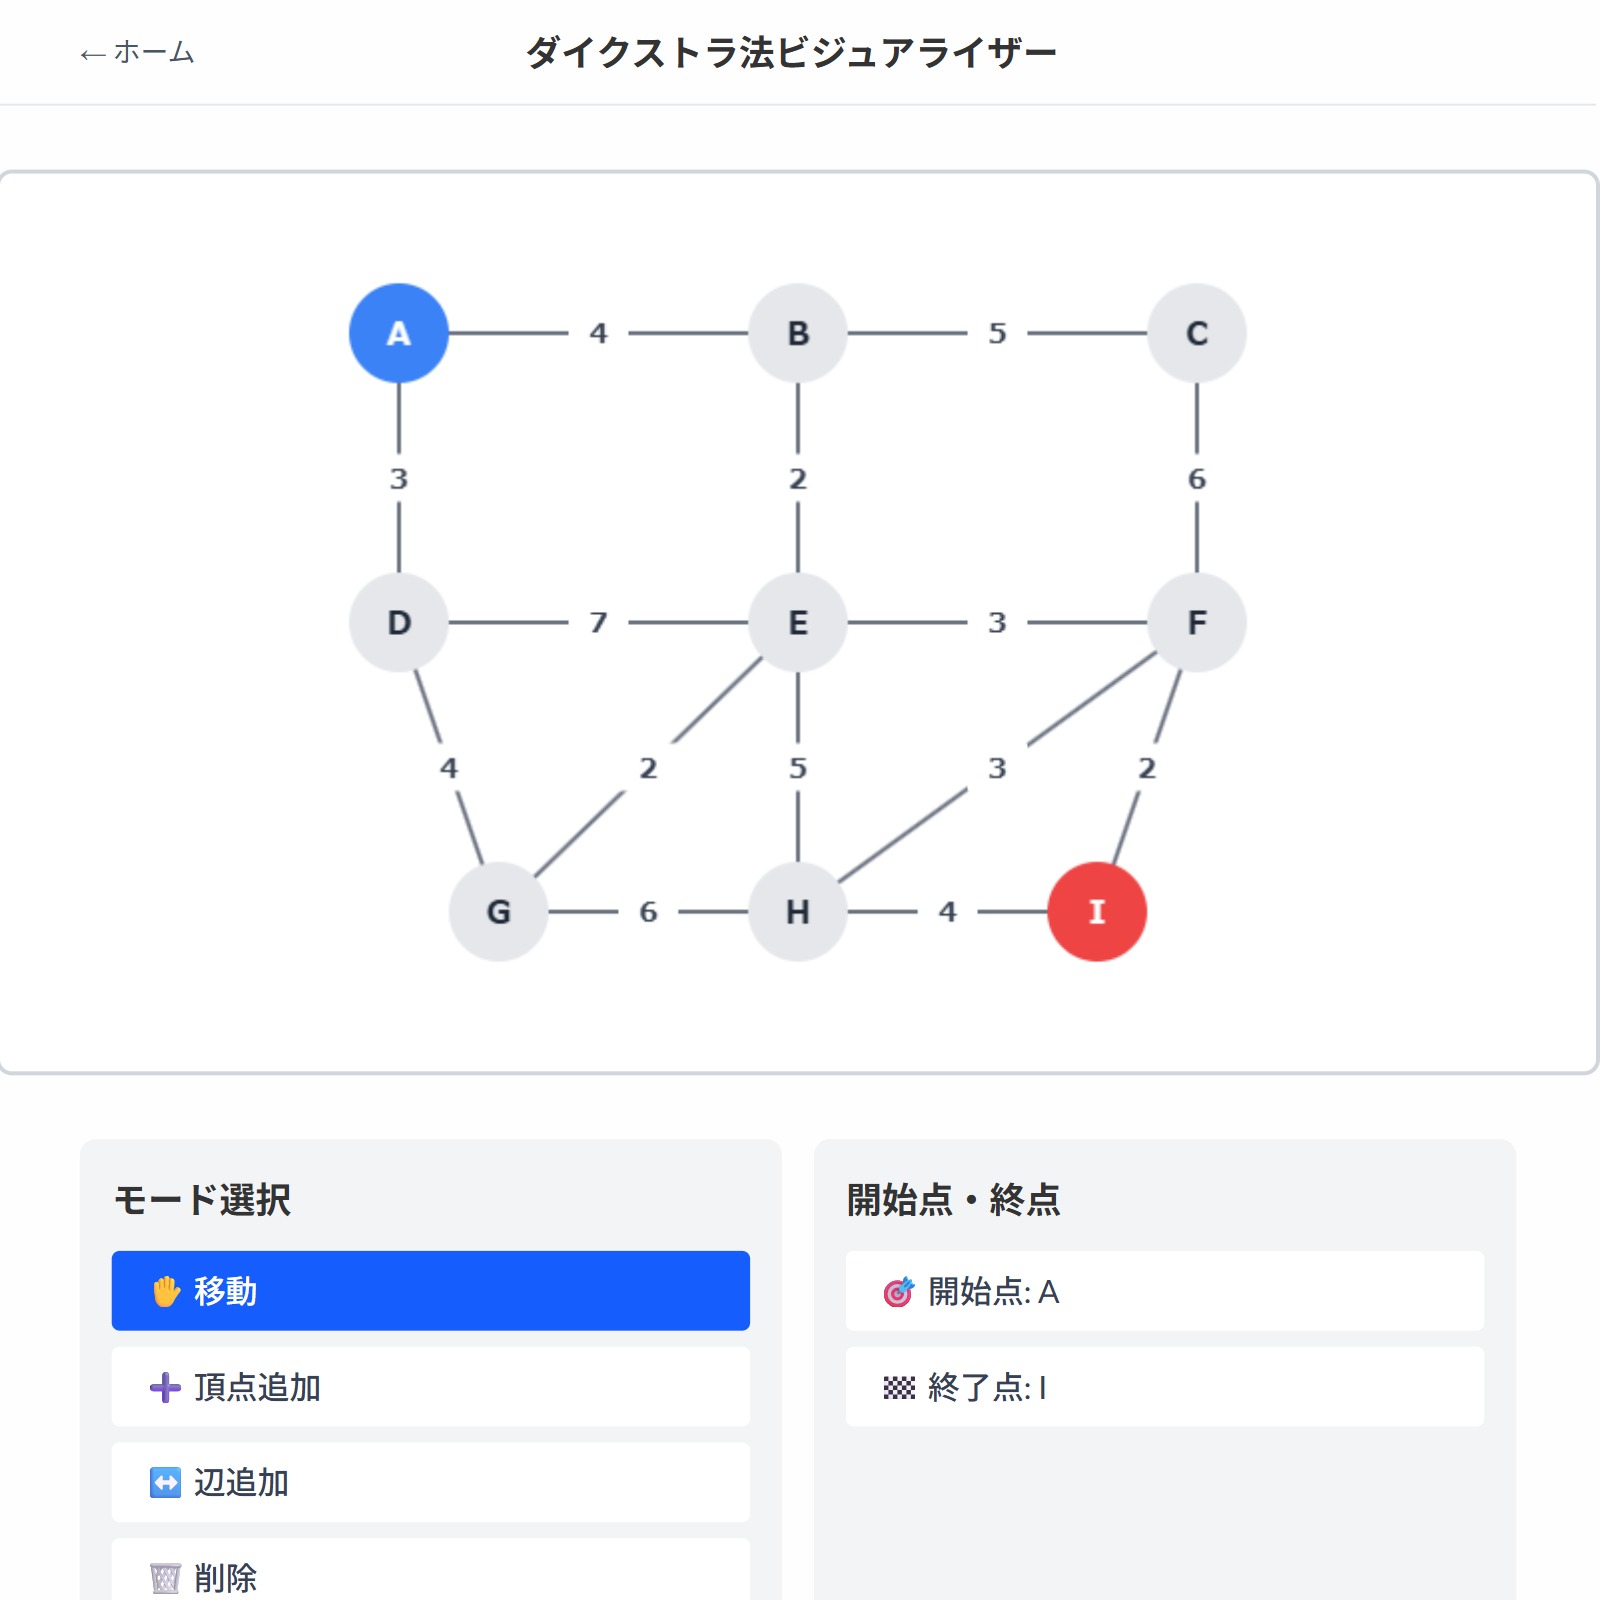 ←ホーム
ダイクストラ法ビジュアライザー
A 4 B 5 C
3 2 6
D 7 E 3 F
4 2 5 3 2
G 6 H 4 I
モード選択
移動
頂点追加
辺追加
削除
開始点・終点
開始点: A
終了点: I